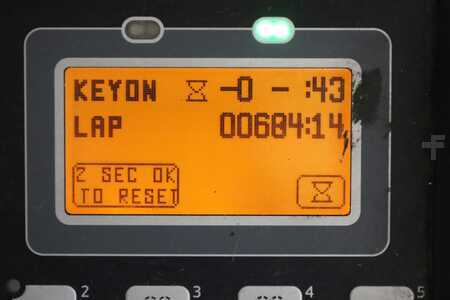 KEYON -0 - :43
LAP 00684:14
2 SEC OK
TO RESET
2 3 4 5